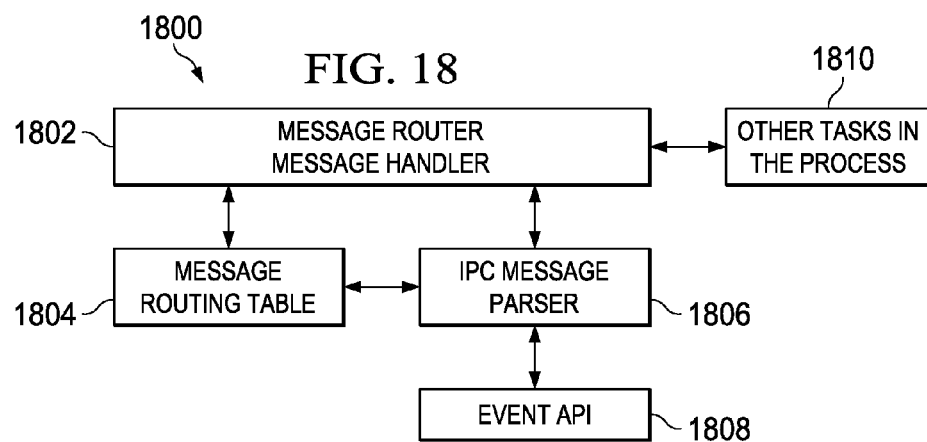 1800
FIG. 18
1810
1802
MESSAGE ROUTER
MESSAGE HANDLER
OTHER TASKS IN
THE PROCESS
MESSAGE
ROUTING TABLE
1804
IPC MESSAGE
PARSER
1806
EVENT API
1808